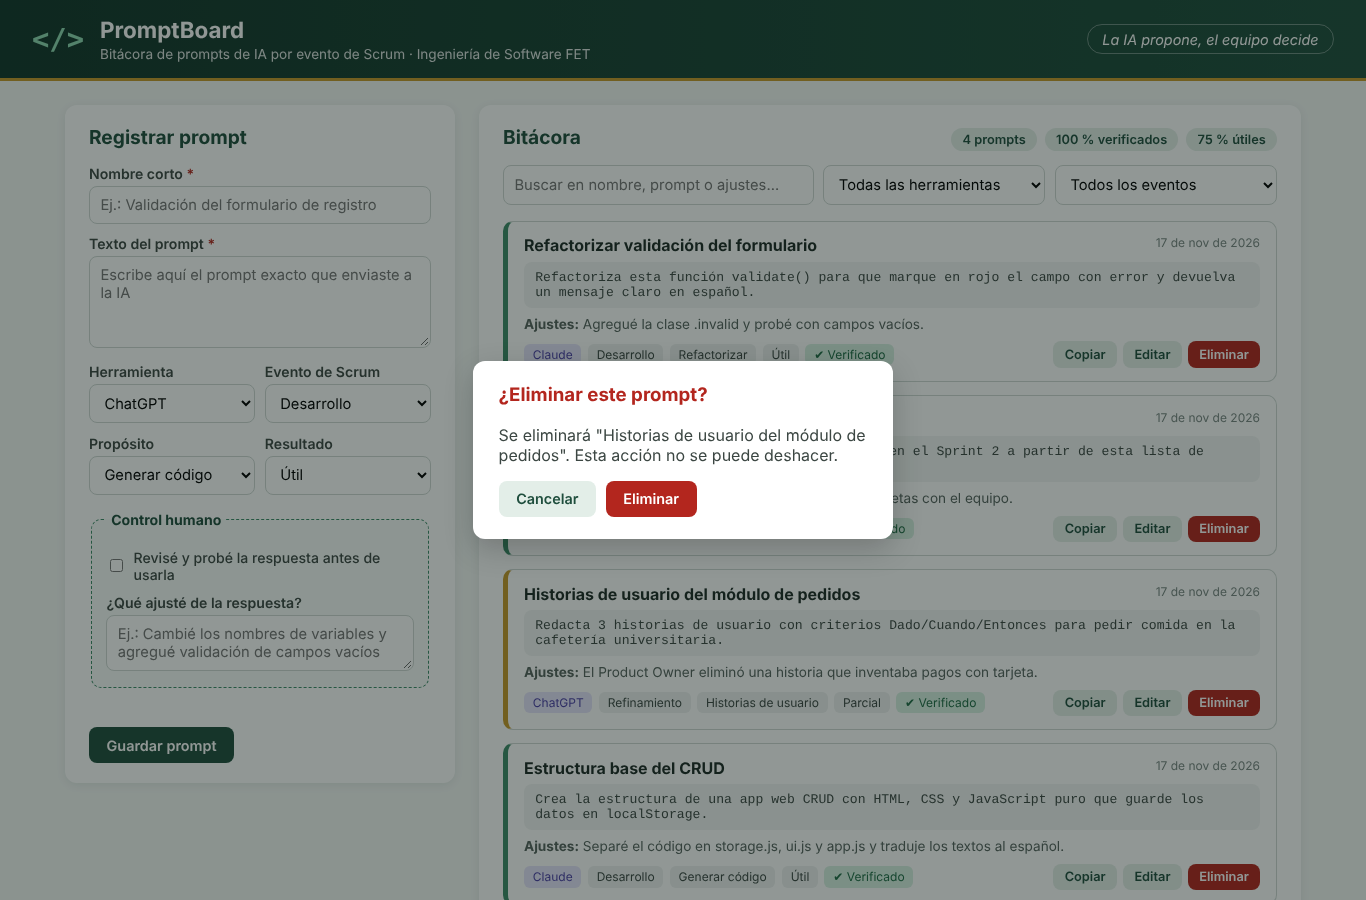 </>
PromptBoard
Bitácora de prompts de IA por evento de Scrum · Ingeniería de Software FET
La IA propone, el equipo decide
Registrar prompt
Nombre corto *
Ej.: Validación del formulario de registro
Texto del prompt *
Escribe aquí el prompt exacto que enviaste a
la IA
Herramienta
Evento de Scrum
ChatGPT
Desarrollo
Propósito
Resultado
Generar código
Útil
Control humano
Revisé y probé la respuesta antes de
usarla
¿Qué ajusté de la respuesta?
Ej.: Cambié los nombres de variables y
agregué validación de campos vacíos
Guardar prompt
Bitácora
4 prompts
100 % verificados
75 % útiles
Buscar en nombre, prompt o ajustes...
Todas las herramientas
Todos los eventos
Refactorizar validación del formulario
17 de nov de 2026
Refactoriza esta función validate() para que marque en rojo el campo con error y devuelva
un mensaje claro en español.
Ajustes: Agregué la clase .invalid y probé con campos vacíos.
Claude
Desarrollo
Refactorizar
Útil
✔ Verificado
Copiar
Editar
Eliminar
¿Eliminar este prompt?
Se eliminará "Historias de usuario del módulo de
pedidos". Esta acción no se puede deshacer.
Cancelar
Eliminar
17 de nov de 2026
en el Sprint 2 a partir de esta lista de
con el equipo.
Copiar
Editar
Eliminar
Historias de usuario del módulo de pedidos
17 de nov de 2026
Redacta 3 historias de usuario con criterios Dado/Cuando/Entonces para pedir comida en la
cafetería universitaria.
Ajustes: El Product Owner eliminó una historia que inventaba pagos con tarjeta.
ChatGPT
Refinamiento
Historias de usuario
Parcial
✔ Verificado
Copiar
Editar
Eliminar
Estructura base del CRUD
17 de nov de 2026
Crea la estructura de una app web CRUD con HTML, CSS y JavaScript puro que guarde los
datos en localStorage.
Ajustes: Separé el código en storage.js, ui.js y app.js y traduje los textos al español.
Claude
Desarrollo
Generar código
Útil
✔ Verificado
Copiar
Editar
Eliminar